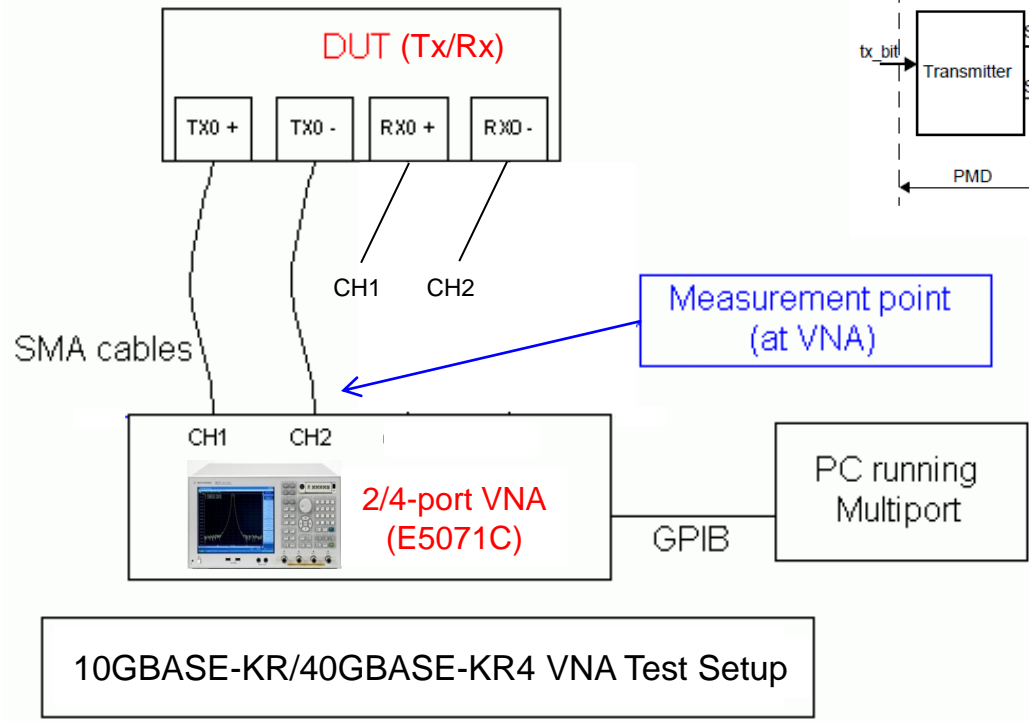 DUT (Tx/Rx)
TX0 +
TX0 -
RX0 +
RX0 -
tx_bit
Transmitter
S
S
PMD
CH1
CH2
Measurement point
(at VNA)
SMA cables
CH1
CH2
2/4-port VNA
(E5071C)
GPIB
PC running
Multiport
10GBASE-KR/40GBASE-KR4 VNA Test Setup